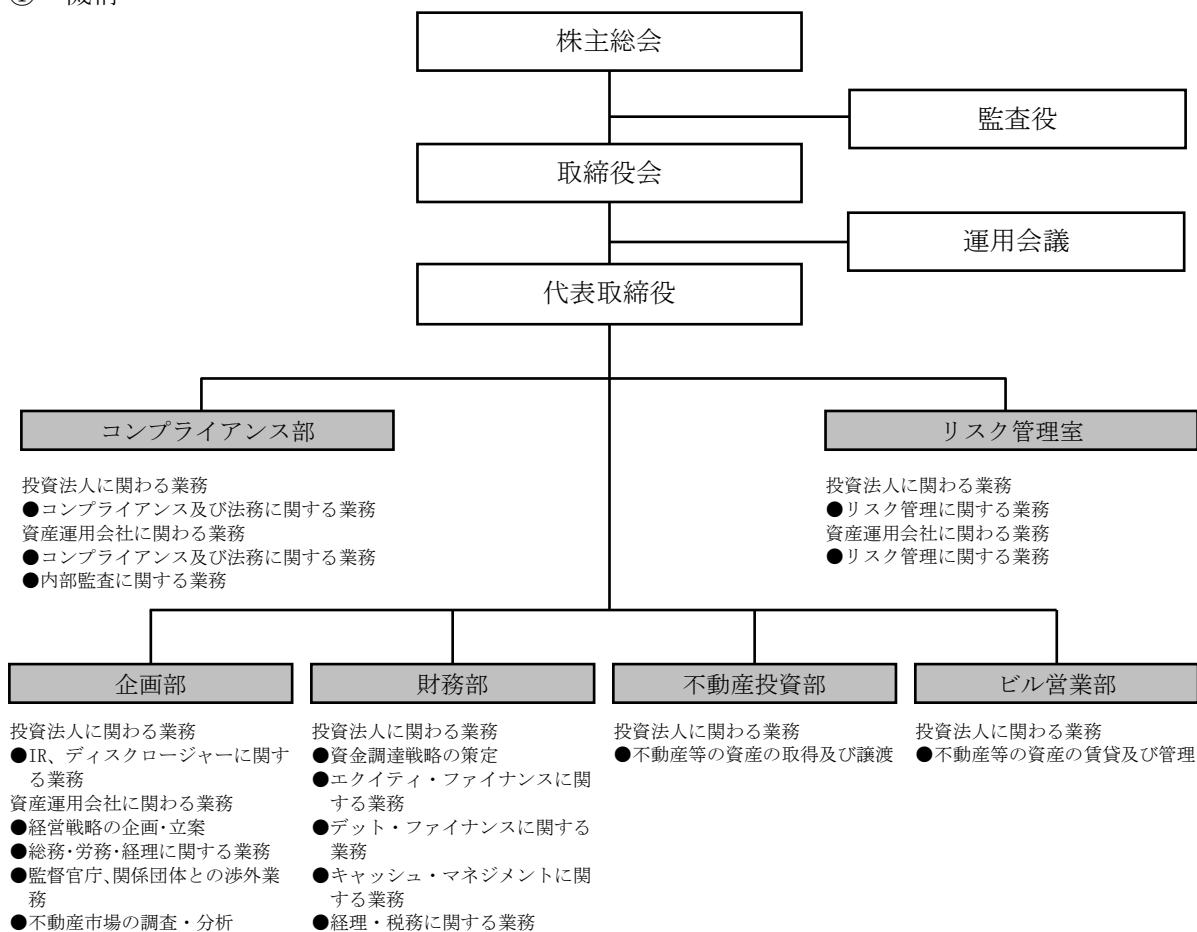 ① 機構
株主総会
監査役
取締役会
運用会議
代表取締役
コンプライアンス部
投資法人に関わる業務
●コンプライアンス及び法務に関する業務
資産運用会社に関わる業務
●コンプライアンス及び法務に関する業務
●内部監査に関する業務
リスク管理室
投資法人に関わる業務
●リスク管理に関する業務
資産運用会社に関わる業務
●リスク管理に関する業務
企画部
投資法人に関わる業務
●IR、ディスクロージャーに関す
る業務
資産運用会社に関わる業務
●経営戦略の企画・立案
●総務・労務・経理に関する業務
●監督官庁、関係団体との渉外業
務
●不動産市場の調査・分析
財務部
投資法人に関わる業務
●資金調達戦略の策定
●エクイティ・ファイナンスに関
する業務
●デット・ファイナンスに関する
業務
●キャッシュ・マネジメントに関
する業務
●経理・税務に関する業務
不動産投資部
投資法人に関わる業務
●不動産等の資産の取得及び譲渡
ビル営業部
投資法人に関わる業務
●不動産等の資産の賃貸及び管理